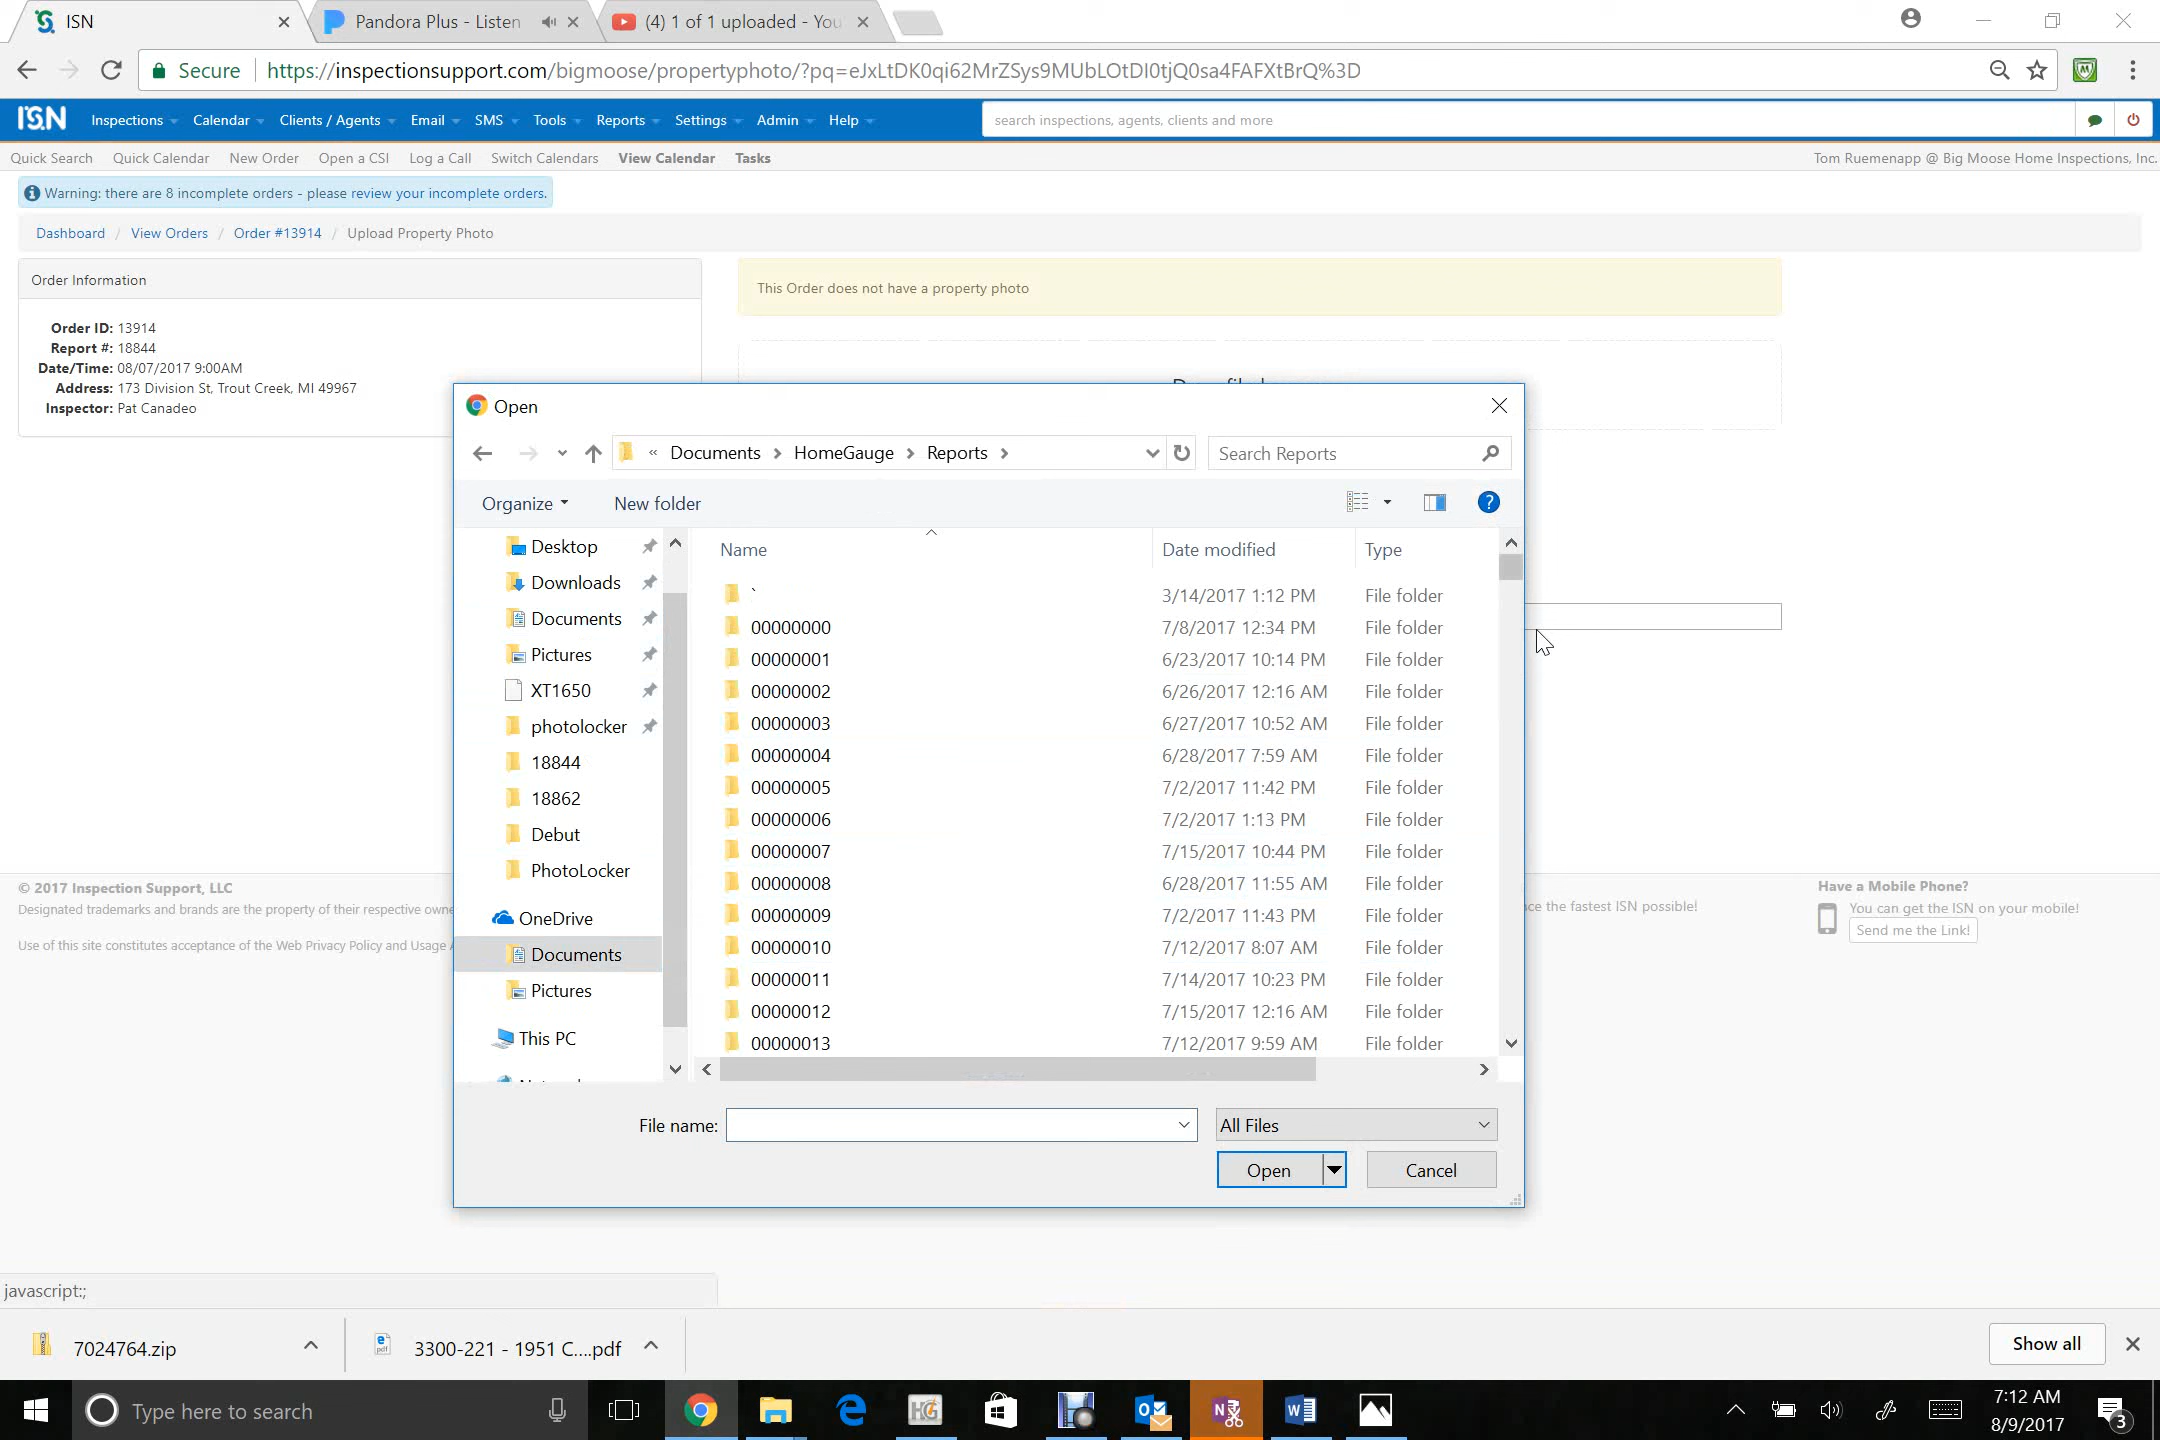 ISN
Pandora Plus - Listen
(4) 1 of 1 uploaded - You
Secure
https://inspectionsupport.com/bigmoose/propertyphoto/?pq=eJxLtDK0qi62MrZSys9MUbLOtDI0tjQ0sa4FAFXtBrQ%3D
ISN Inspections Calendar Clients / Agents Email SMS Tools Reports Settings Admin Help
search inspections, agents, clients and more
Quick Search Quick Calendar New Order Open a CSI Log a Call Switch Calendars View Calendar Tasks
Tom Ruemenapp @ Big Moose Home Inspections, Inc.
Warning: there are 8 incomplete orders - please review your incomplete orders.
Dashboard / View Orders / Order #13914 / Upload Property Photo
Order Information
This Order does not have a property photo
Order ID: 13914
Report #: 18844
Date/Time: 08/07/2017 9:00AM
Address: 173 Division St, Trout Creek, MI 49967
Inspector: Pat Canadeo
Open
« Documents > HomeGauge > Reports >
Search Reports
Organize
New folder
Desktop
Downloads
Documents
Pictures
XT1650
photolocker
18844
18862
Debut
PhotoLocker
OneDrive
Documents
Pictures
This PC
Name Date modified Type
` 3/14/2017 1:12 PM File folder
00000000 7/8/2017 12:34 PM File folder
00000001 6/23/2017 10:14 PM File folder
00000002 6/26/2017 12:16 AM File folder
00000003 6/27/2017 10:52 AM File folder
00000004 6/28/2017 7:59 AM File folder
00000005 7/2/2017 11:42 PM File folder
00000006 7/2/2017 1:13 PM File folder
00000007 7/15/2017 10:44 PM File folder
00000008 6/28/2017 11:55 AM File folder
00000009 7/2/2017 11:43 PM File folder
00000010 7/12/2017 8:07 AM File folder
00000011 7/14/2017 10:23 PM File folder
00000012 7/15/2017 12:16 AM File folder
00000013 7/12/2017 9:59 AM File folder
File name:
All Files
Open
Cancel
© 2017 Inspection Support, LLC
Designated trademarks and brands are the property of their respective owne
Use of this site constitutes acceptance of the Web Privacy Policy and Usage
ce the fastest ISN possible!
Have a Mobile Phone?
You can get the ISN on your mobile!
Send me the Link!
javascript:;
7024764.zip
3300-221 - 1951 C....pdf
Show all
Type here to search
7:12 AM
8/9/2017
3